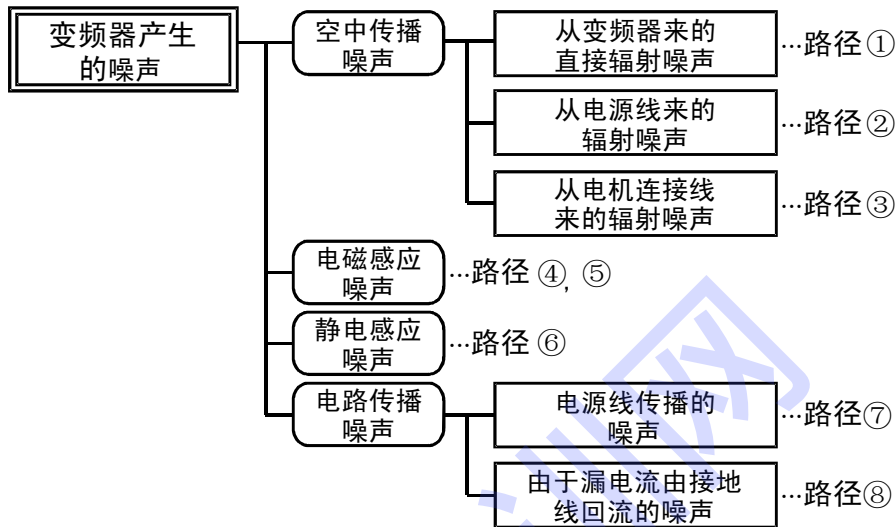 变频器产生
的噪声
空中传播
噪声
从变频器来的
直接辐射噪声
…路径①
从电源线来的
辐射噪声
…路径②
从电机连接线
来的辐射噪声
…路径③
电磁感应
噪声
…路径④, ⑤
静电感应
噪声
…路径⑥
电路传播
噪声
电源线传播的
噪声
…路径⑦
由于漏电流由接地
线回流的噪声
…路径⑧
训网